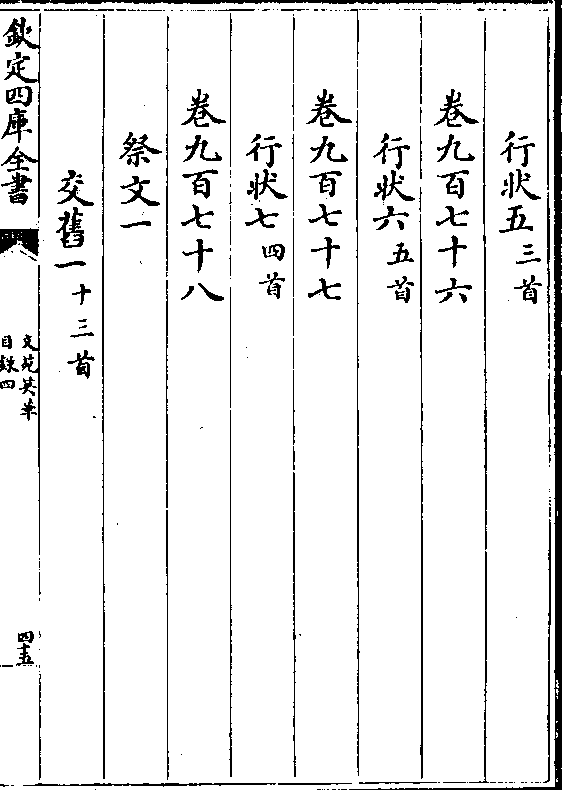 行狀五三首
卷九百七十六
行狀六五首
卷九百七十七
行狀七四首
卷九百七十八
祭文一
交舊一十三首
欽定四庫全書
文苑英華
目録四
四十五